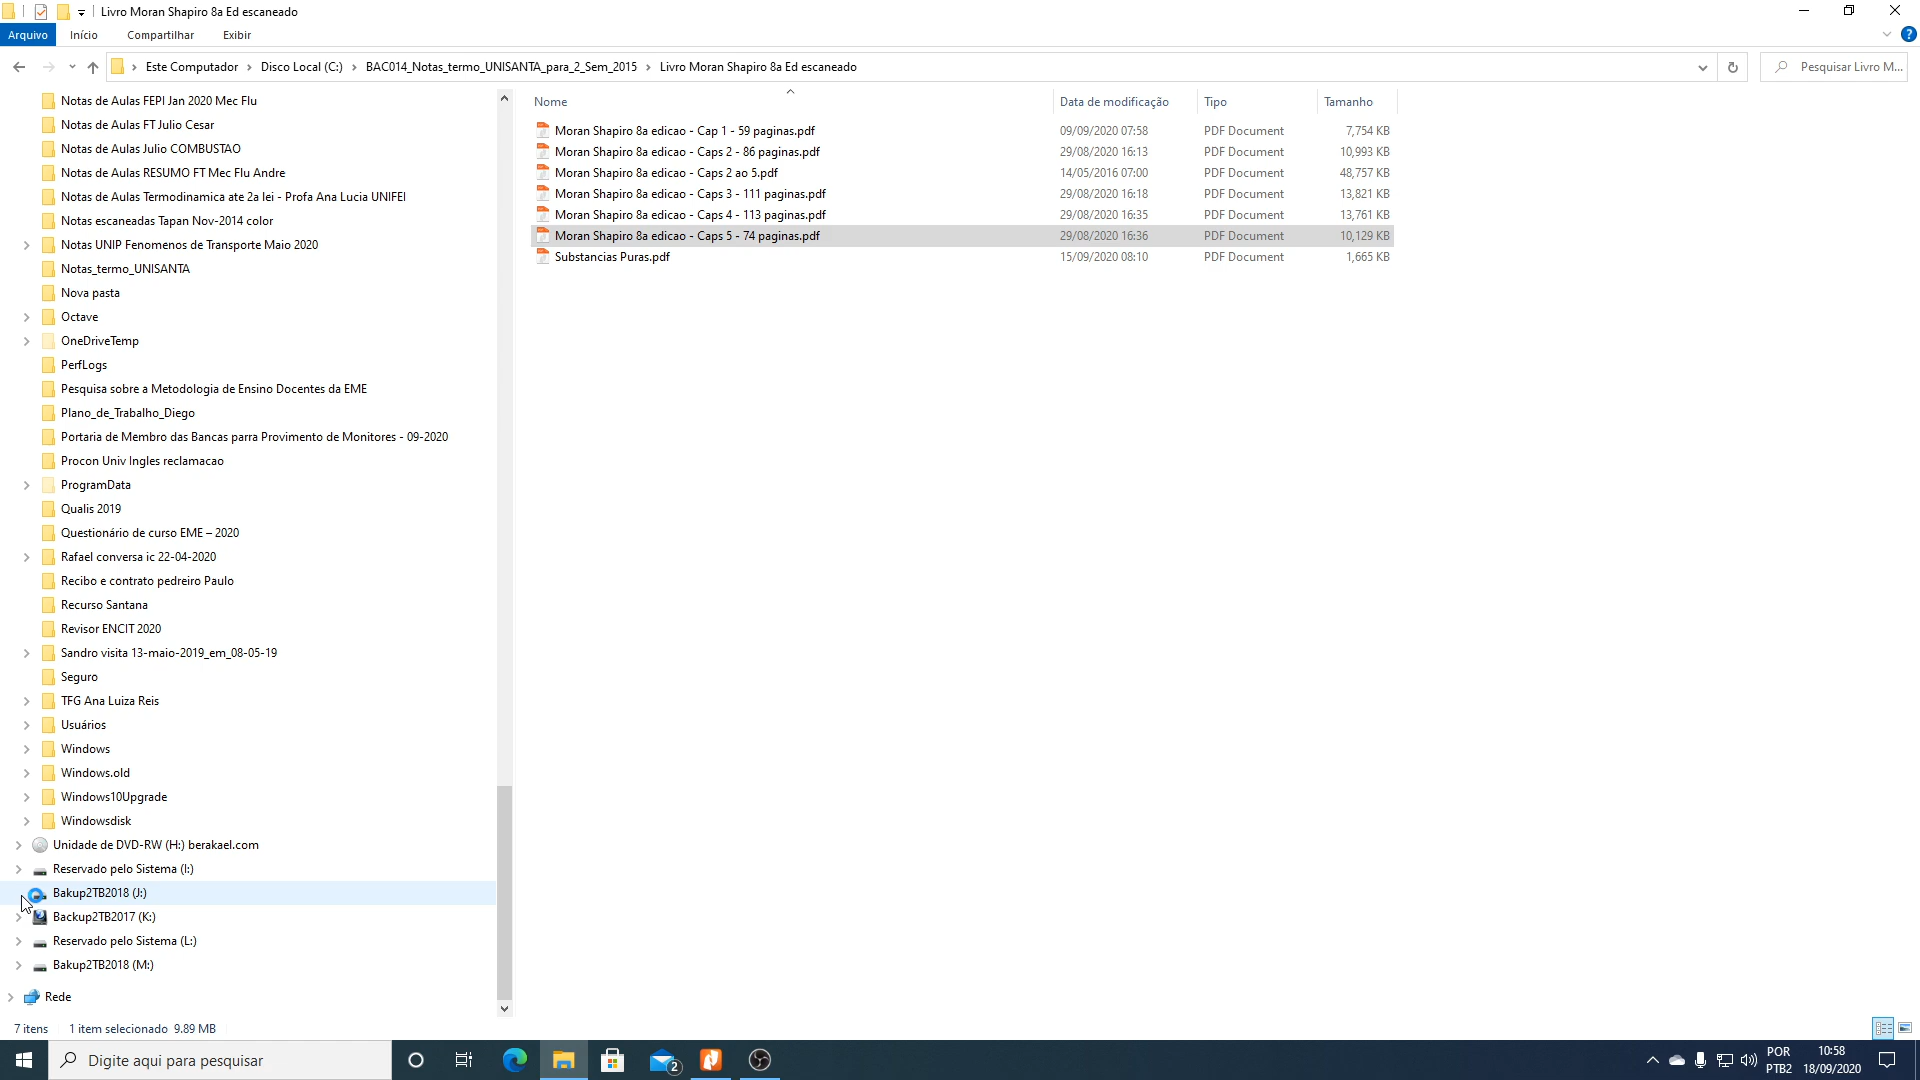 Livro Moran Shapiro 8a Ed escaneado
Arquivo Início Compartilhar Exibir ?
Este Computador Disco Local (C:) BAC014_Notas_termo_UNISANTA_para_2_Sem_2015 Livro Moran Shapiro 8a Ed escaneado Pesquisar Livro M...
Notas de Aulas FEPI Jan 2020 Mec Flu
Notas de Aulas FT Julio Cesar
Notas de Aulas Julio COMBUSTAO
Notas de Aulas RESUMO FT Mec Flu Andre
Notas de Aulas Termodinamica ate 2a lei - Profa Ana Lucia UNIFEI
Notas escaneadas Tapan Nov-2014 color
Notas UNIP Fenomenos de Transporte Maio 2020
Notas_termo_UNISANTA
Nova pasta
Octave
OneDriveTemp
PerfLogs
Pesquisa sobre a Metodologia de Ensino Docentes da EME
Plano_de_Trabalho_Diego
Portaria de Membro das Bancas parra Provimento de Monitores - 09-2020
Procon Univ Ingles reclamacao
ProgramData
Qualis 2019
Questionário de curso EME – 2020
Rafael conversa ic 22-04-2020
Recibo e contrato pedreiro Paulo
Recurso Santana
Revisor ENCIT 2020
Sandro visita 13-maio-2019_em_08-05-19
Seguro
TFG Ana Luiza Reis
Usuários
Windows
Windows.old
Windows10Upgrade
Windowsdisk
Unidade de DVD-RW (H:) berakael.com
Reservado pelo Sistema (I:)
Bakup2TB2018 (J:)
Backup2TB2017 (K:)
Reservado pelo Sistema (L:)
Bakup2TB2018 (M:)
Rede
Nome Data de modificação Tipo Tamanho
Moran Shapiro 8a edicao - Cap 1 - 59 paginas.pdf 09/09/2020 07:58 PDF Document 7,754 KB
Moran Shapiro 8a edicao - Caps 2 - 86 paginas.pdf 29/08/2020 16:13 PDF Document 10,993 KB
Moran Shapiro 8a edicao - Caps 2 ao 5.pdf 14/05/2016 07:00 PDF Document 48,757 KB
Moran Shapiro 8a edicao - Caps 3 - 111 paginas.pdf 29/08/2020 16:18 PDF Document 13,821 KB
Moran Shapiro 8a edicao - Caps 4 - 113 paginas.pdf 29/08/2020 16:35 PDF Document 13,761 KB
Moran Shapiro 8a edicao - Caps 5 - 74 paginas.pdf 29/08/2020 16:36 PDF Document 10,129 KB
Substancias Puras.pdf 15/09/2020 08:10 PDF Document 1,665 KB
7 itens 1 item selecionado 9.89 MB
Digite aqui para pesquisar 2 POR 10:58
PTB2 18/09/2020